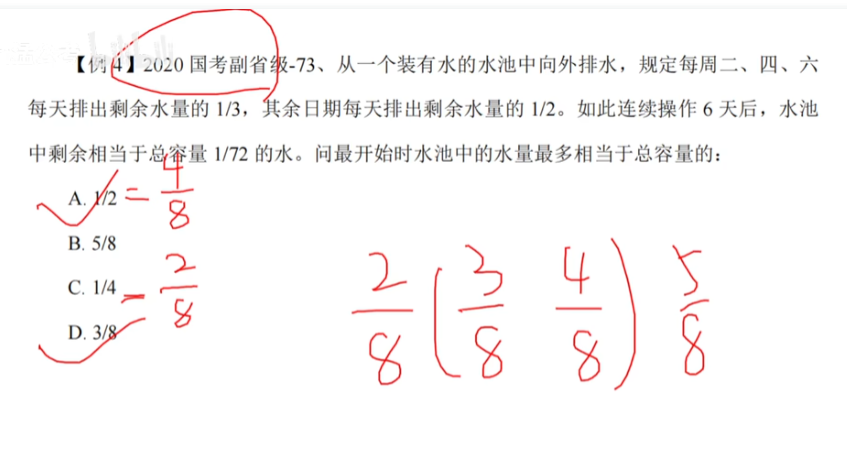 【例4】2020 国考副省级-73、从一个装有水的水池中向外排水，规定每周二、四、六
每天排出剩余水量的 1/3，其余日期每天排出剩余水量的 1/2。如此连续操作 6 天后，水池
中剩余相当于总容量 1/72 的水。问最开始时水池中的水量最多相当于总容量的：
A. 1/2 = 4/8
B. 5/8
C. 1/4 = 2/8
D. 3/8
2/8 ( 3/8 4/8 ) 5/8